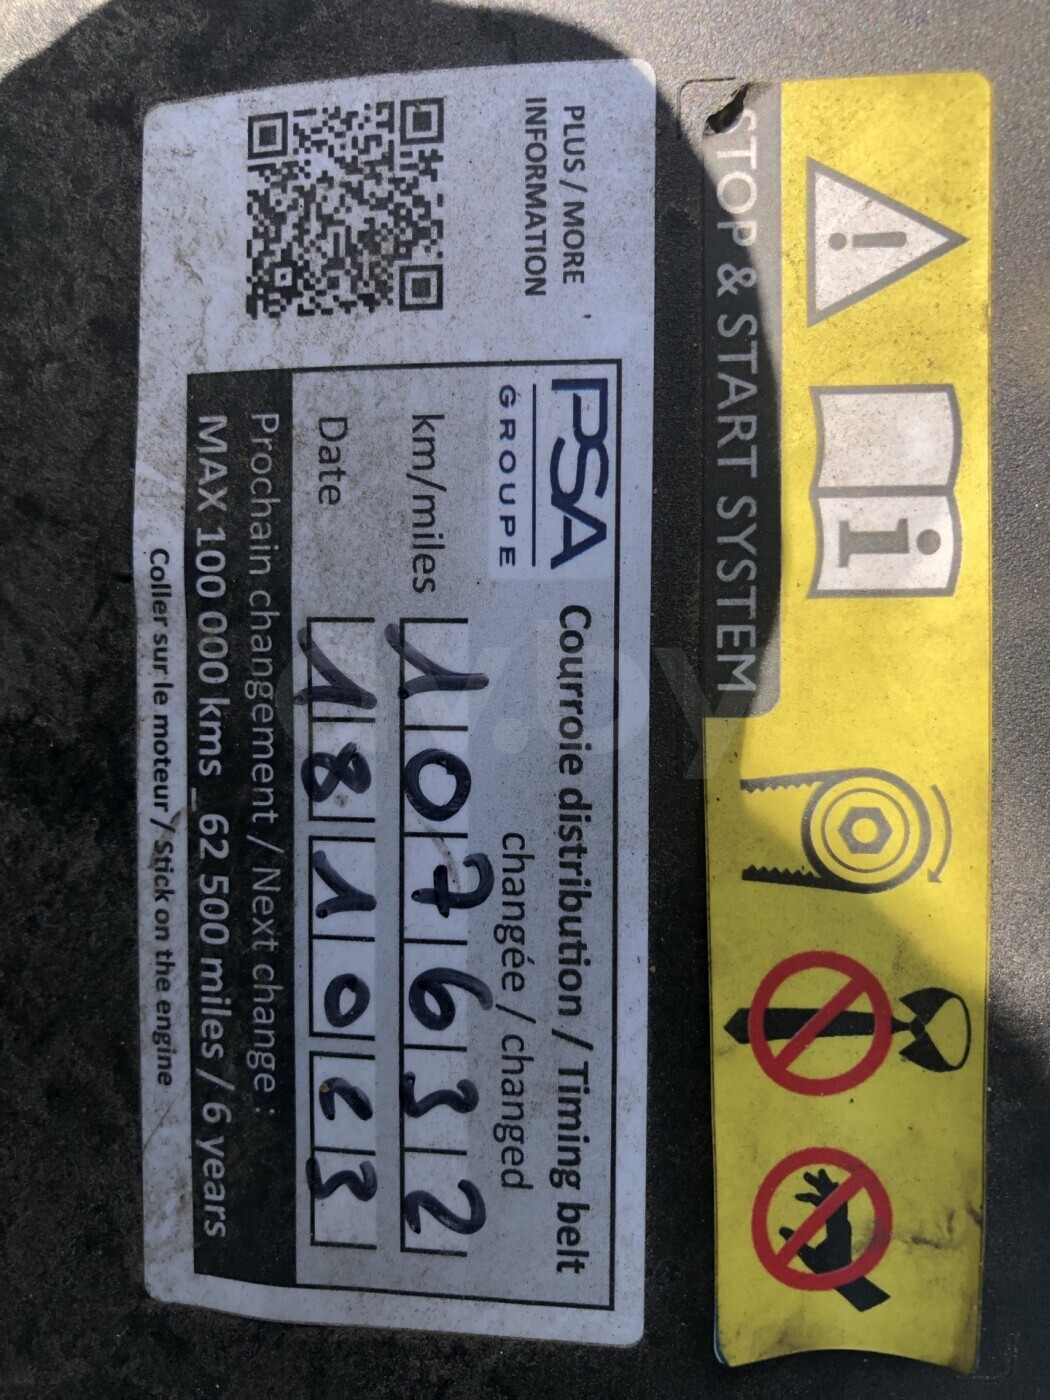 STOP & START SYSTEM
PLUS / MORE
INFORMATION
PSA
GROUPE
Courroie distribution / Timing belt
changée / changed
km/miles 107632
Date 181023
Prochain changement / Next change :
MAX 100 000 kms _ 62 500 miles / 6 years
Coller sur le moteur / Stick on the engine
av.by